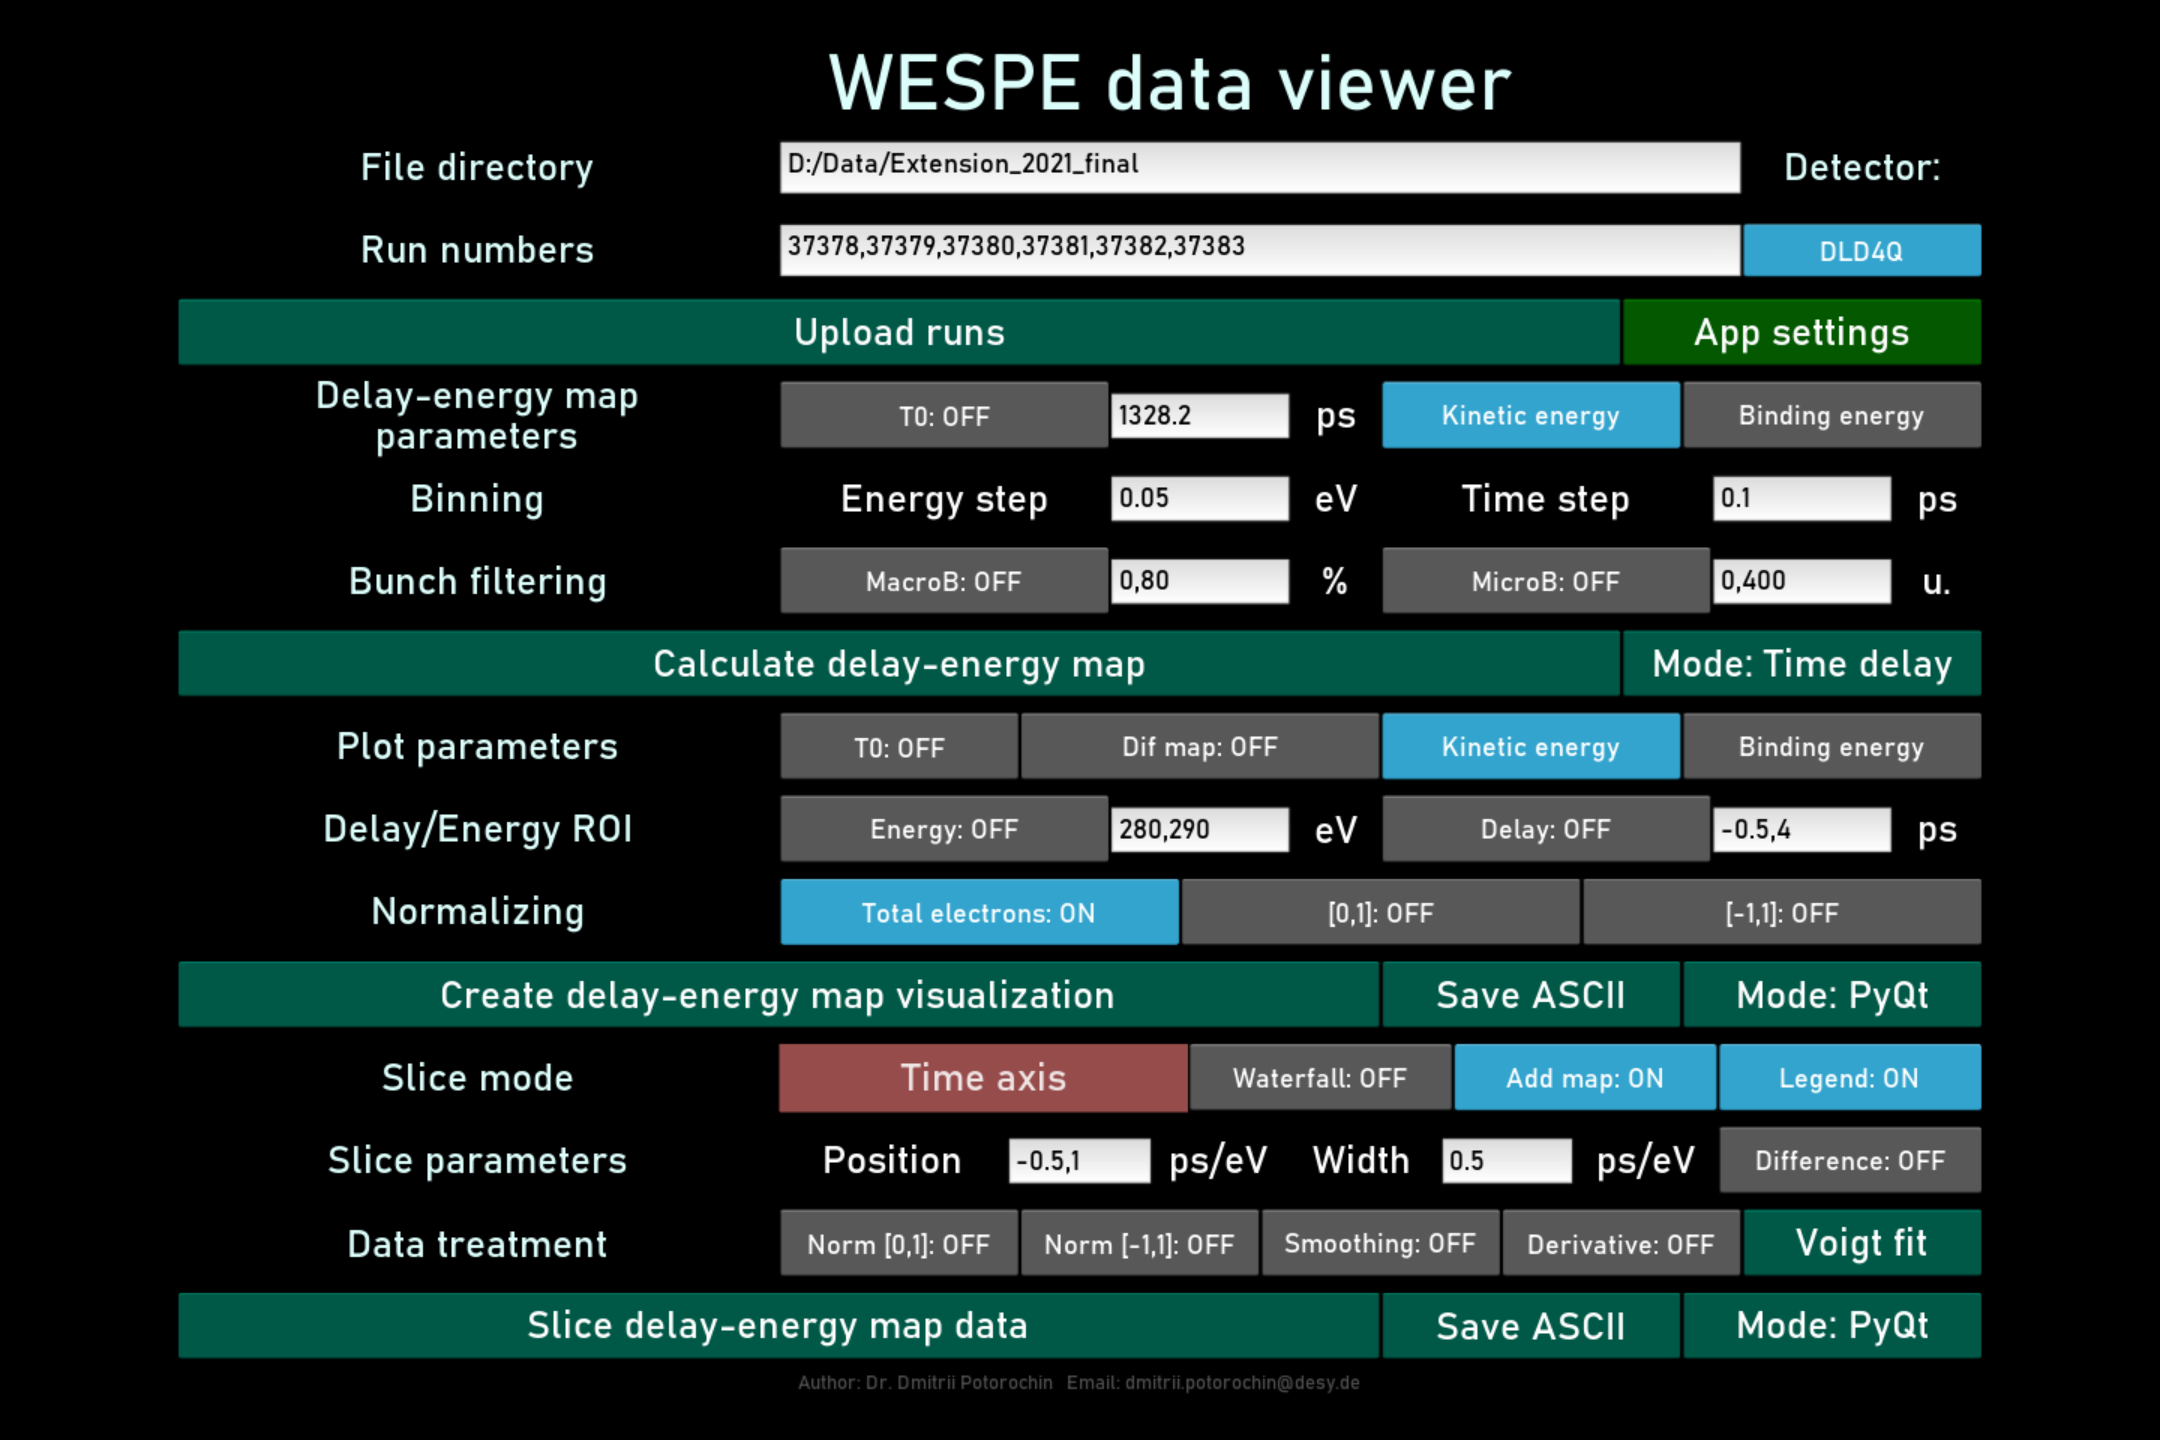 WESPE data viewer
File directory D:/Data/Extension_2021_final Detector:
Run numbers 37378,37379,37380,37381,37382,37383 DLD4Q
Upload runs App settings
Delay-energy map
parameters
T0: OFF 1328.2 ps Kinetic energy Binding energy
Binning Energy step 0.05 eV Time step 0.1 ps
Bunch filtering MacroB: OFF 0,80 % MicroB: OFF 0,400 u.
Calculate delay-energy map Mode: Time delay
Plot parameters T0: OFF Dif map: OFF Kinetic energy Binding energy
Delay/Energy ROI Energy: OFF 280,290 eV Delay: OFF -0.5,4 ps
Normalizing Total electrons: ON [0,1]: OFF [-1,1]: OFF
Create delay-energy map visualization Save ASCII Mode: PyQt
Slice mode Time axis Waterfall: OFF Add map: ON Legend: ON
Slice parameters Position -0.5,1 ps/eV Width 0.5 ps/eV Difference: OFF
Data treatment Norm [0,1]: OFF Norm [-1,1]: OFF Smoothing: OFF Derivative: OFF Voigt fit
Slice delay-energy map data Save ASCII Mode: PyQt
Author: Dr. Dmitrii Potorochin Email: dmitrii.potorochin@desy.de